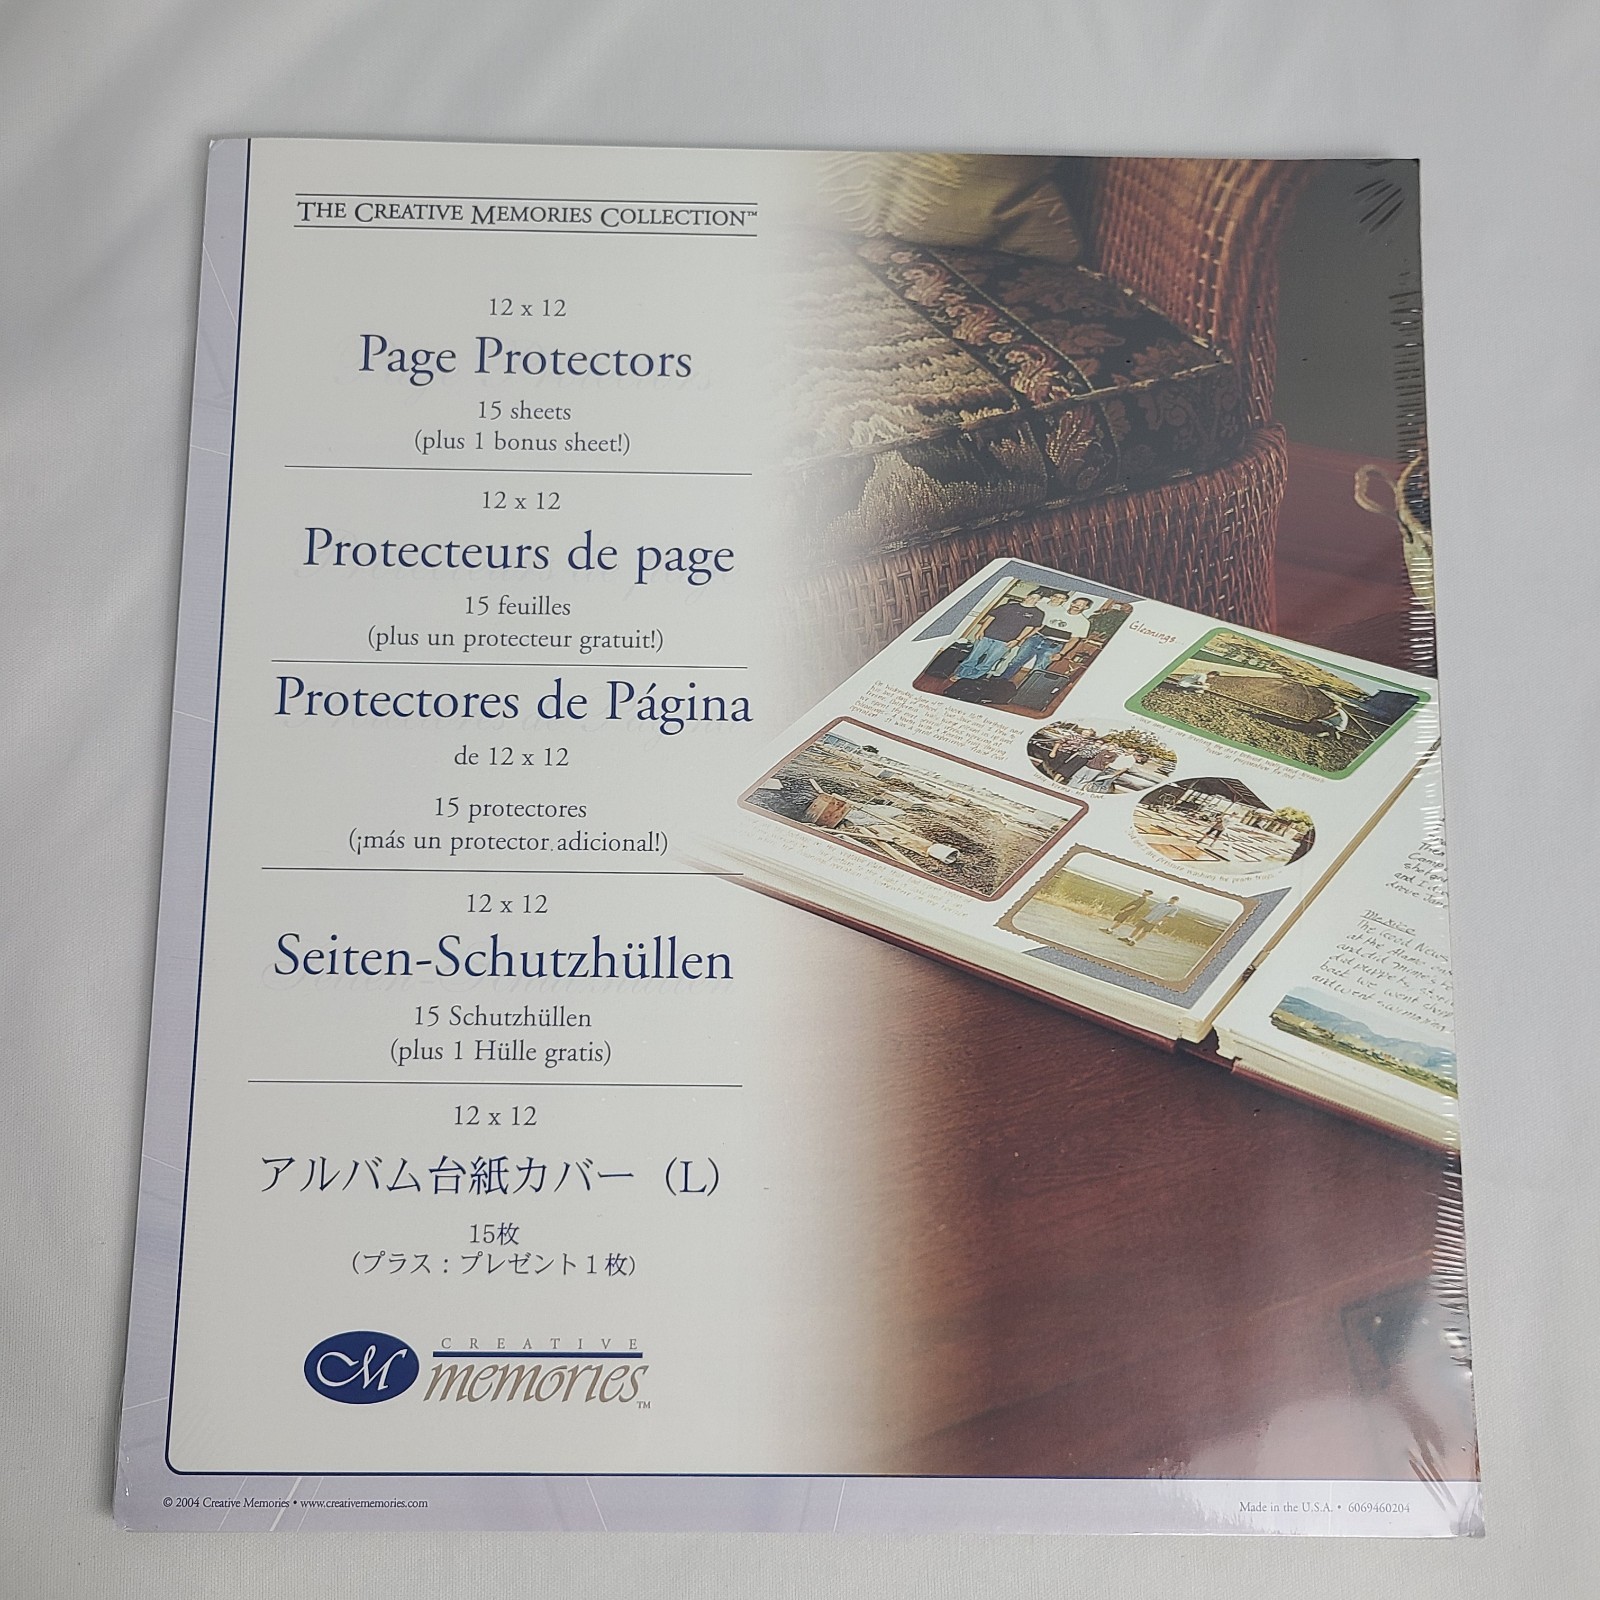 THE CREATIVE MEMORIES COLLECTION™
12 x 12
Page Protectors
15 sheets
(plus 1 bonus sheet!)
12 x 12
Protecteurs de page
15 feuilles
(plus un protecteur gratuit!)
Protectores de Página
de 12 x 12
15 protectores
(¡más un protector adicional!)
12 x 12
Seiten-Schutzhüllen
15 Schutzhüllen
(plus 1 Hülle gratis)
12 x 12
アルバム台紙カバー（L）
15枚
（プラス：プレゼント1枚）
CM
CREATIVE
memories™
© 2004 Creative Memories • www.creativememories.com
Made in the U.S.A. • 6069460204
Gleanings
Mexico